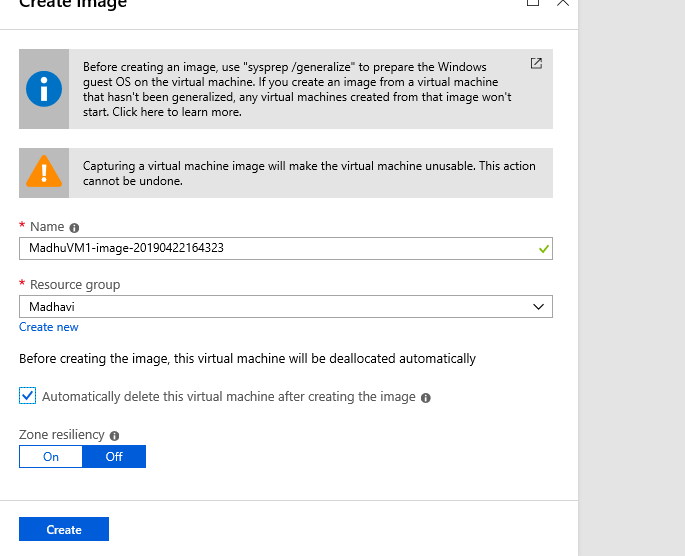 Create image
Before creating an image, use "sysprep /generalize" to prepare the Windows
guest OS on the virtual machine. If you create an image from a virtual machine
that hasn't been generalized, any virtual machines created from that image won't
start. Click here to learn more.
Capturing a virtual machine image will make the virtual machine unusable. This action
cannot be undone.
* Name
MadhuVM1-image-20190422164323
* Resource group
Madhavi
Create new
Before creating the image, this virtual machine will be deallocated automatically
Automatically delete this virtual machine after creating the image
Zone resiliency
On Off
Create